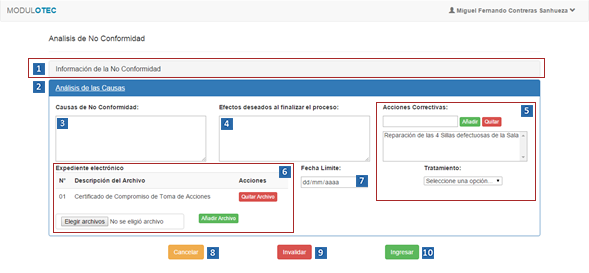 MODULOTEC
Miguel Fernando Contreras Sanhueza
Analisis de No Conformidad
1 Información de la No Conformidad
2 Análisis de las Causas
Causas de No Conformidad:
3
Efectos deseados al finalizar el proceso:
4
Acciones Correctivas:
5
Añadir Quitar
Reparación de las 4 Sillas defectuosas de la Sala
Tratamiento:
Seleccione una opción...
Expediente electrónico
6
N° Descripción del Archivo Acciones
01 Certificado de Compromiso de Toma de Acciones Quitar Archivo
Elegir archivos No se eligió archivo Añadir Archivo
Fecha Límite:
dd/mm/aaaa
7
Cancelar 8 Invalidar 9 Ingresar 10